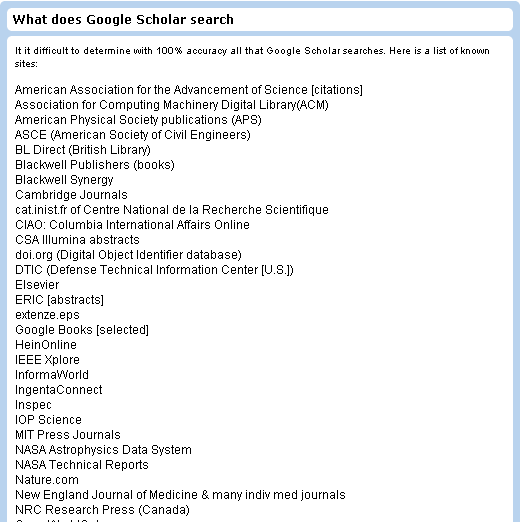 What does Google Scholar search
It it difficult to determine with 100% accuracy all that Google Scholar searches. Here is a list of known
sites:
American Association for the Advancement of Science [citations]
Association for Computing Machinery Digital Library(ACM)
American Physical Society publications (APS)
ASCE (American Society of Civil Engineers)
BL Direct (British Library)
Blackwell Publishers (books)
Blackwell Synergy
Cambridge Journals
cat.inist.fr of Centre National de la Recherche Scientifique
CIAO: Columbia International Affairs Online
CSA Illumina abstracts
doi.org (Digital Object Identifier database)
DTIC (Defense Technical Information Center [U.S.])
Elsevier
ERIC [abstracts]
extenze.eps
Google Books [selected]
HeinOnline
IEEE Xplore
InformaWorld
IngentaConnect
Inspec
IOP Science
MIT Press Journals
NASA Astrophysics Data System
NASA Technical Reports
Nature.com
New England Journal of Medicine & many indiv med journals
NRC Research Press (Canada)